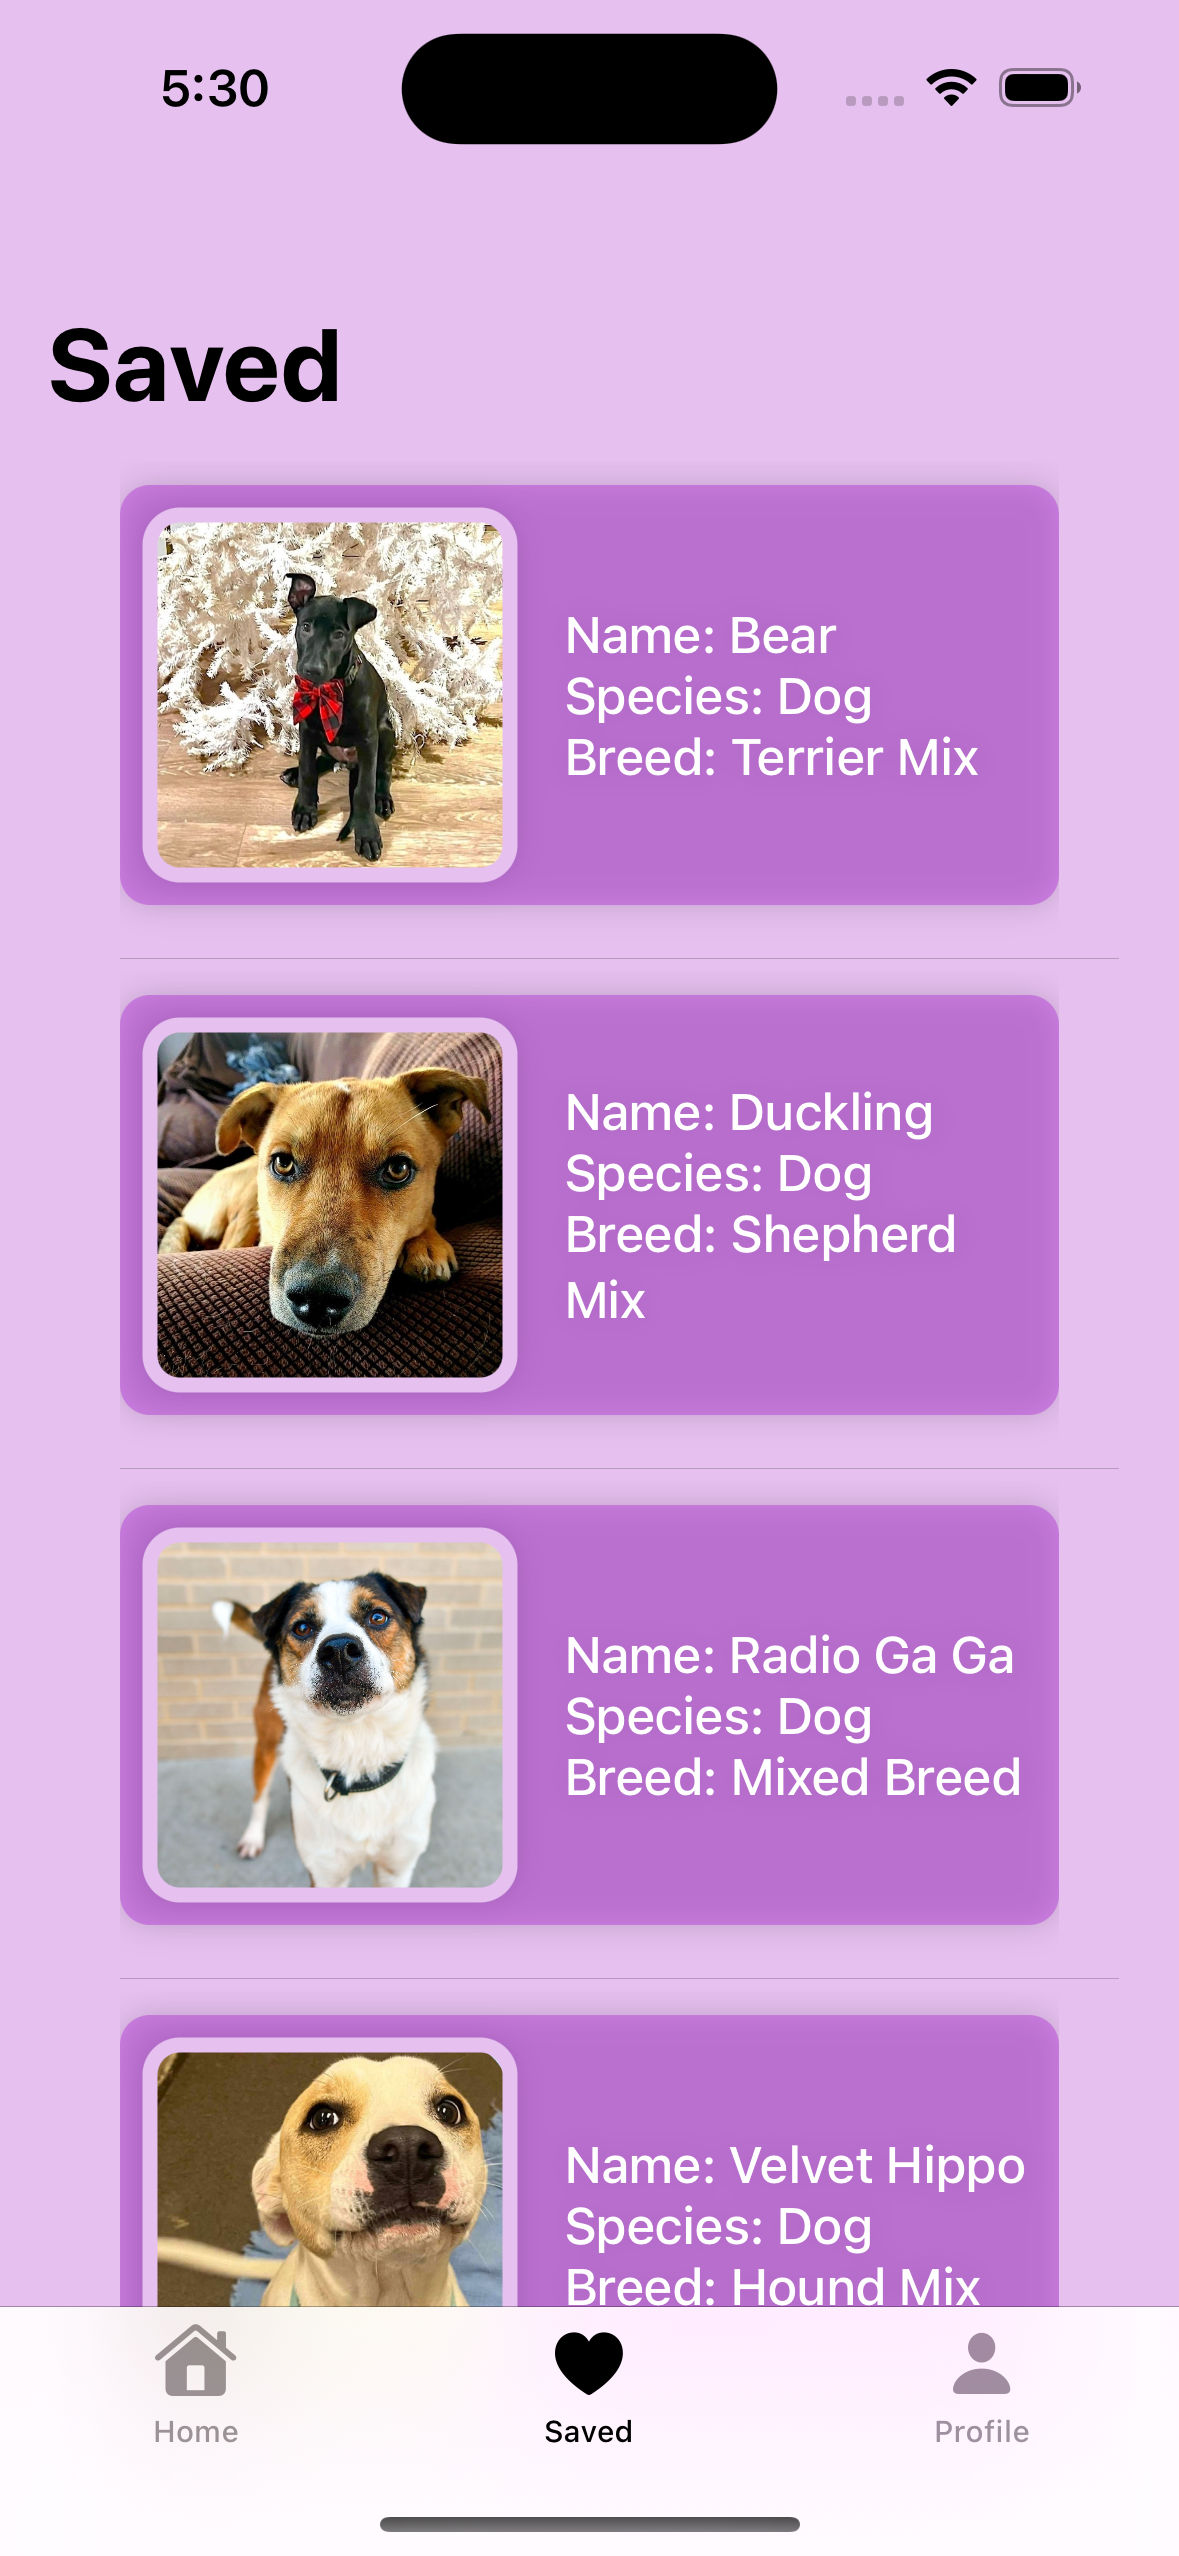 5:30
Saved
Name: Bear
Species: Dog
Breed: Terrier Mix
Name: Duckling
Species: Dog
Breed: Shepherd
Mix
Name: Radio Ga Ga
Species: Dog
Breed: Mixed Breed
Name: Velvet Hippo
Species: Dog
Breed: Hound Mix
Home
Saved
Profile